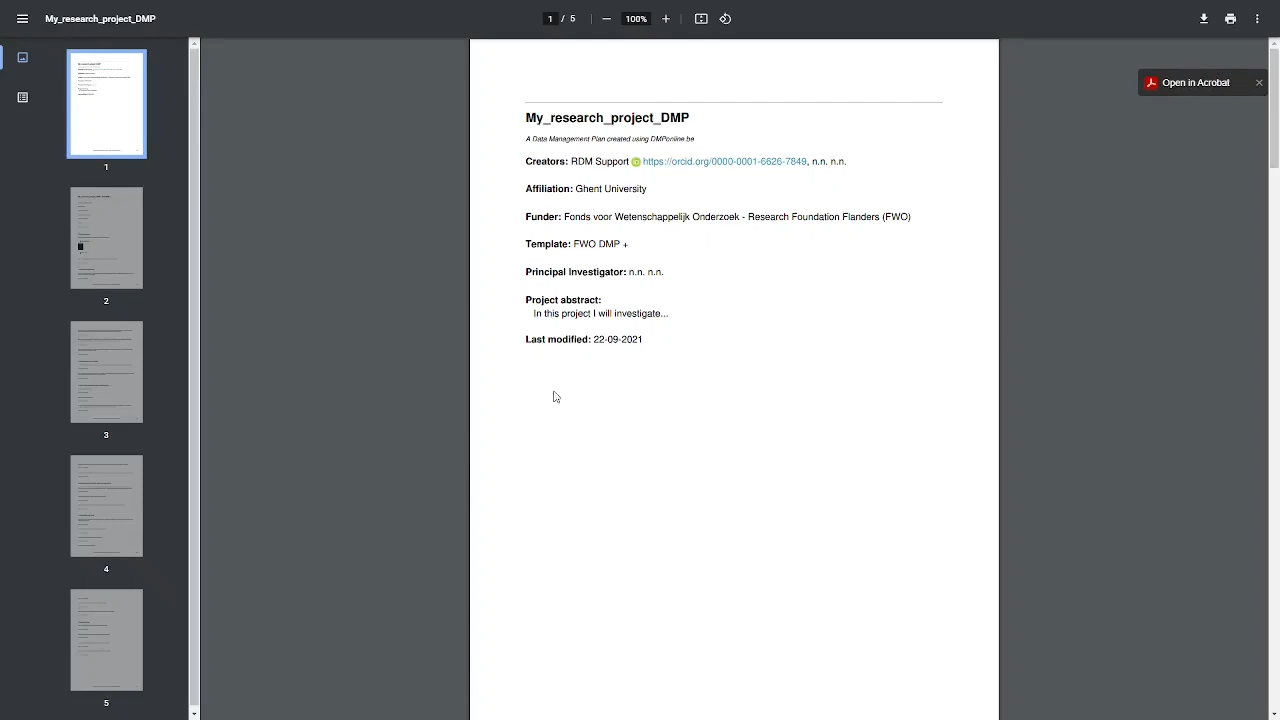 My_research_project_DMP
1 / 5
100%
Open in Acr
1
2
3
4
5
My_research_project_DMP
A Data Management Plan created using DMPonline.be
Creators: RDM Support iD https://orcid.org/0000-0001-6626-7849, n.n. n.n.
Affiliation: Ghent University
Funder: Fonds voor Wetenschappelijk Onderzoek - Research Foundation Flanders (FWO)
Template: FWO DMP +
Principal Investigator: n.n. n.n.
Project abstract:
In this project I will investigate...
Last modified: 22-09-2021